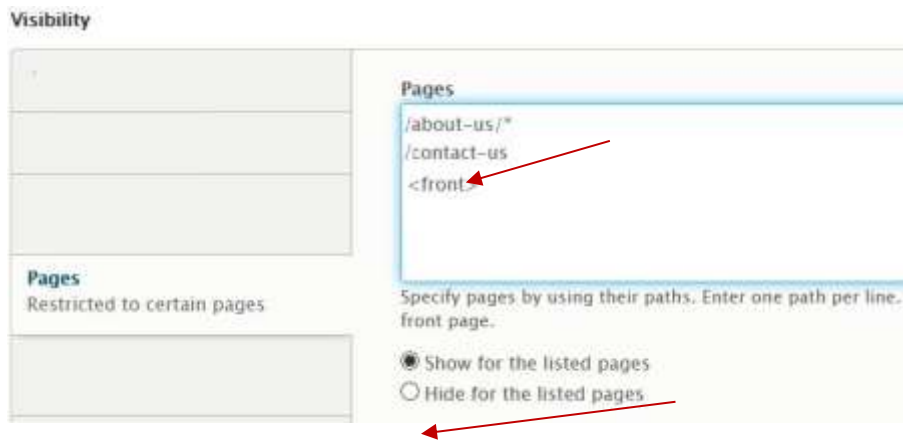 Visibility
Pages
/about-us/*
/contact-us
<front>
Pages
Restricted to certain pages
Specify pages by using their paths. Enter one path per line.
front page.
Show for the listed pages
Hide for the listed pages